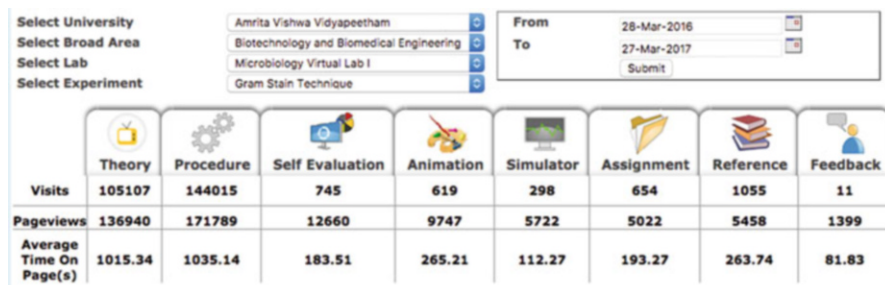 Select University Amrita Vishwa Vidyapeetham From 28-Mar-2016
Select Broad Area Biotechnology and Biomedical Engineering To 27-Mar-2017
Select Lab Microbiology Virtual Lab I Submit
Select Experiment Gram Stain Technique
Theory Procedure Self Evaluation Animation Simulator Assignment Reference Feedback
Visits 105107 144015 745 619 298 654 1055 11
Pageviews 136940 171789 12660 9747 5722 5022 5458 1399
Average
Time On 1015.34 1035.14 183.51 265.21 112.27 193.27 263.74 81.83
Page(s)